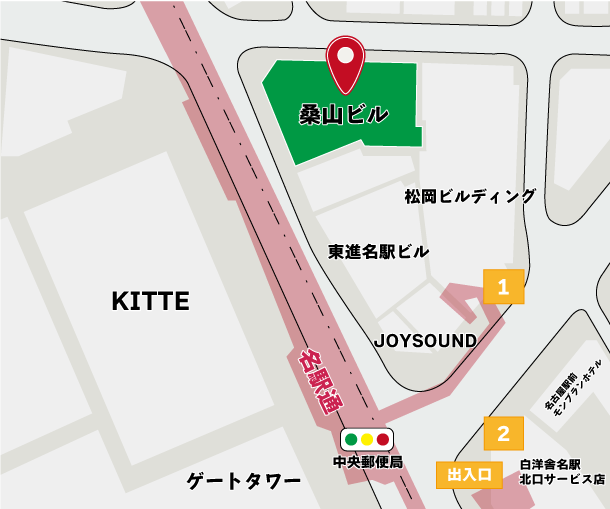 桑山ビル
松岡ビルディング
東進名駅ビル
1
KITTE
JOYSOUND
名駅通
名古屋駅前
モンブランホテル
2
中央郵便局
出入口
白洋舎名駅
北口サービス店
ゲートタワー